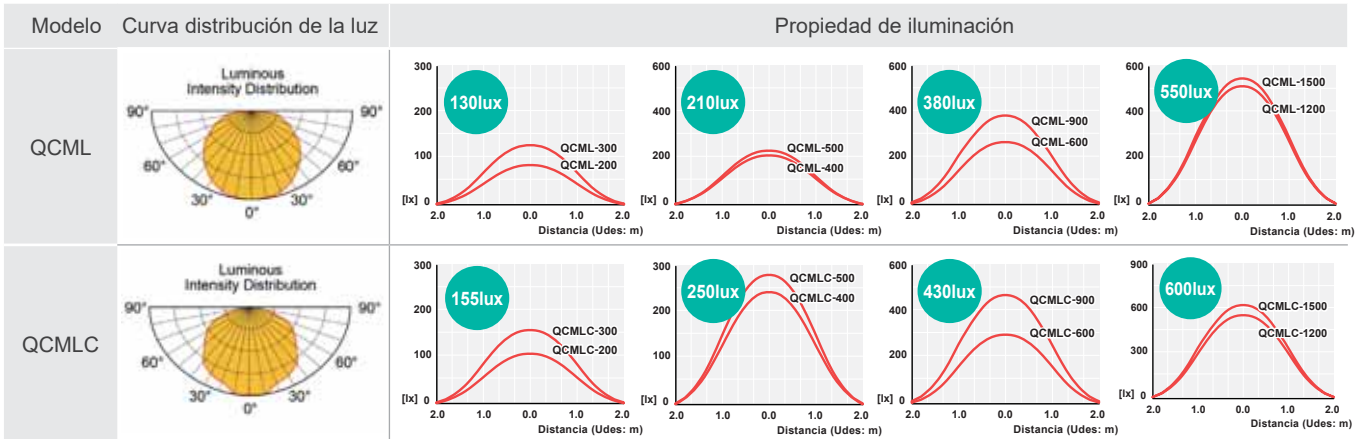 Modelo Curva distribución de la luz Propiedad de iluminación
QCML
Luminous
Intensity Distribution
90° 90°
60° 60°
30° 30°
0°
300
200
100
[lx] 0
130lux
QCML-300
QCML-200
2.0 1.0 0.0 1.0 2.0
Distancia (Udes: m)
600
400
200
[lx] 0
210lux
QCML-500
QCML-400
2.0 1.0 0.0 1.0 2.0
Distancia (Udes: m)
600
400
200
[lx] 0
380lux
QCML-900
QCML-600
2.0 1.0 0.0 1.0 2.0
Distancia (Udes: m)
600
400
200
[lx] 0
550lux
QCML-1500
QCML-1200
2.0 1.0 0.0 1.0 2.0
Distancia (Udes: m)
QCMLC
Luminous
Intensity Distribution
90° 90°
60° 60°
30° 30°
0°
300
200
100
[lx] 0
155lux
QCMLC-300
QCMLC-200
2.0 1.0 0.0 1.0 2.0
Distancia (Udes: m)
300
200
100
[lx] 0
250lux
QCMLC-500
QCMLC-400
2.0 1.0 0.0 1.0 2.0
Distancia (Udes: m)
600
400
200
[lx] 0
430lux
QCMLC-900
QCMLC-600
2.0 1.0 0.0 1.0 2.0
Distancia (Udes: m)
900
600
300
[lx] 0
600lux
QCMLC-1500
QCMLC-1200
2.0 1.0 0.0 1.0 2.0
Distancia (Udes: m)